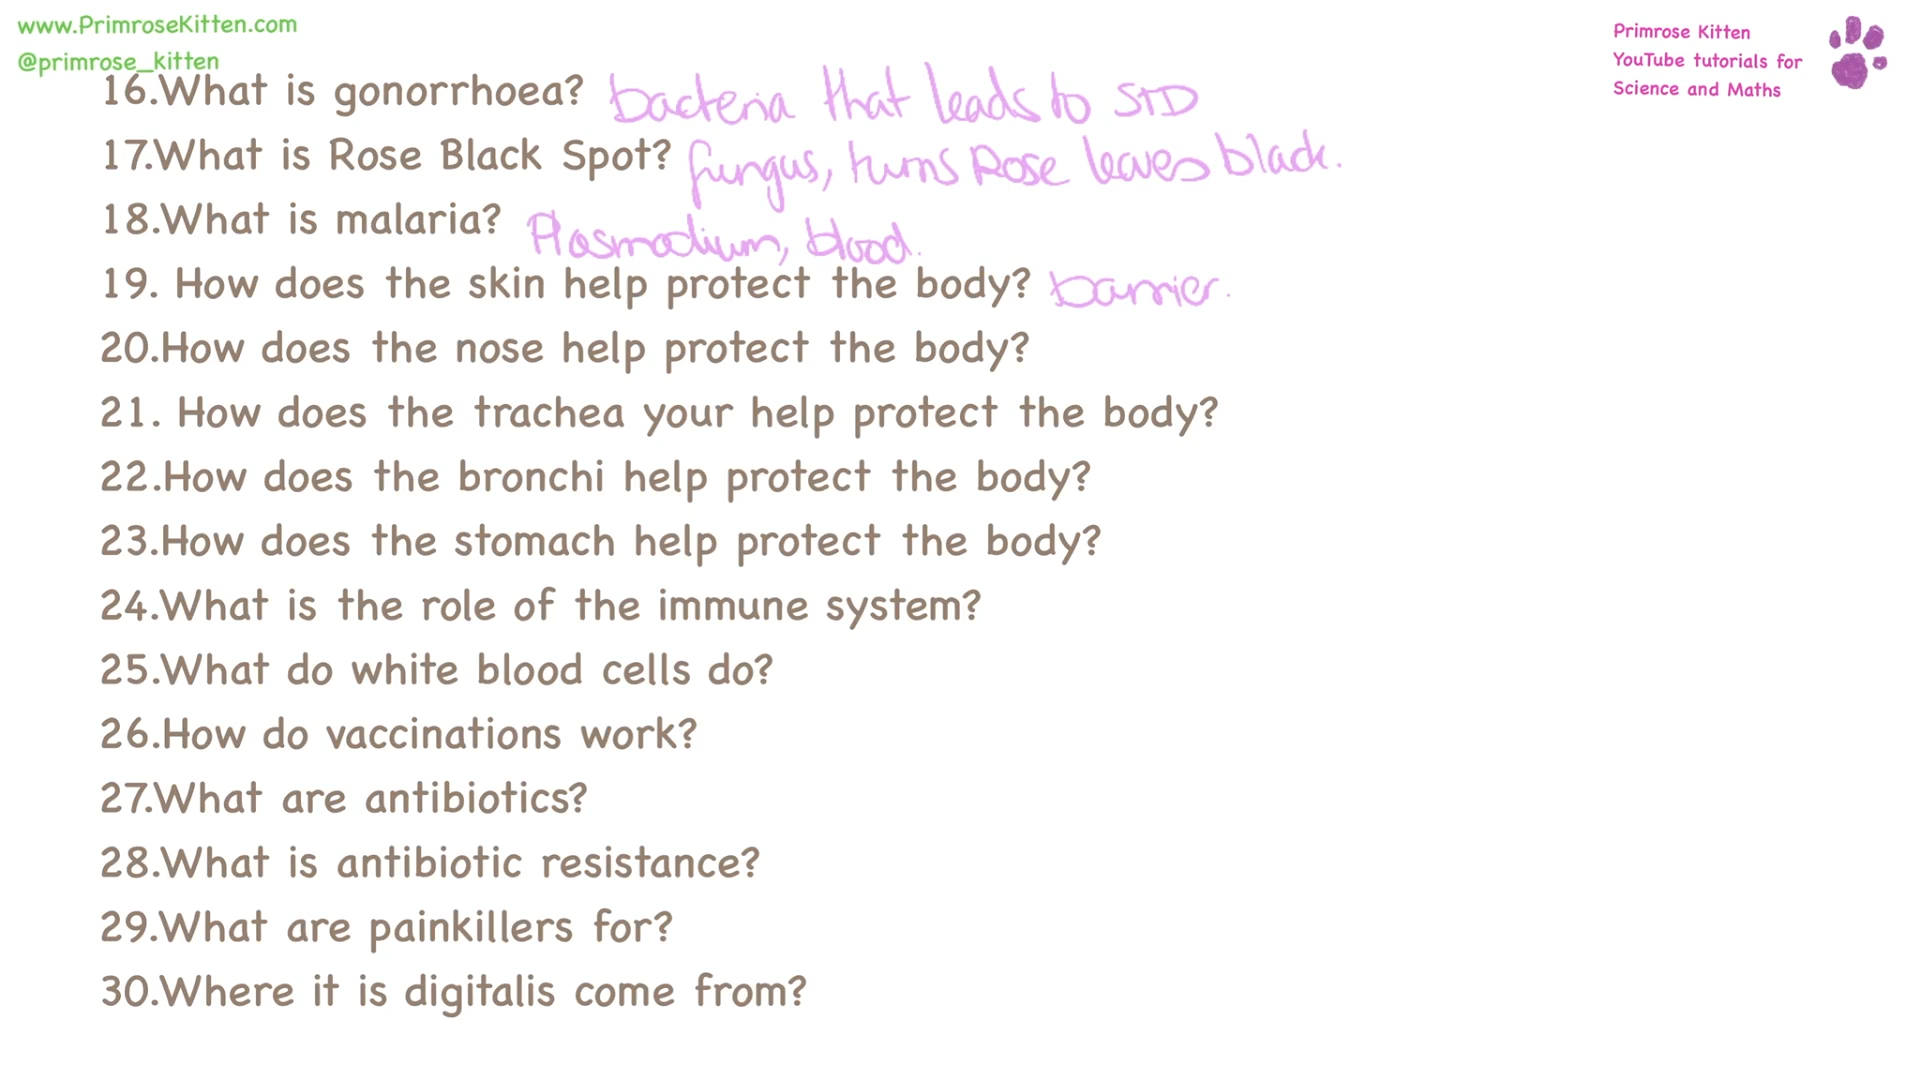 www.PrimroseKitten.com
@primrose_kitten
Primrose Kitten
YouTube tutorials for
Science and Maths
16.What is gonorrhoea? bacteria that leads to STD
17.What is Rose Black Spot? fungus, turns Rose leaves black.
18.What is malaria? Plasmodium, blood.
19. How does the skin help protect the body? barrier.
20.How does the nose help protect the body?
21. How does the trachea your help protect the body?
22.How does the bronchi help protect the body?
23.How does the stomach help protect the body?
24.What is the role of the immune system?
25.What do white blood cells do?
26.How do vaccinations work?
27.What are antibiotics?
28.What is antibiotic resistance?
29.What are painkillers for?
30.Where it is digitalis come from?